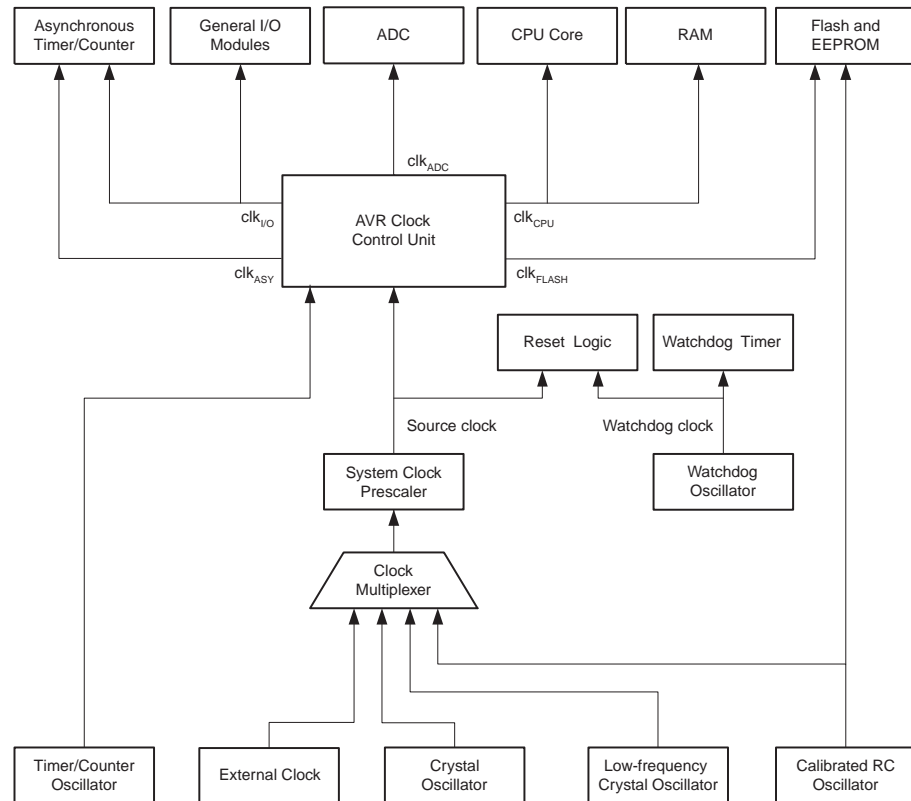 Asynchronous
Timer/Counter
General I/O
Modules
ADC
CPU Core
RAM
Flash and
EEPROM
clkADC
clkI/O
AVR Clock
Control Unit
clkCPU
clkASY
clkFLASH
Reset Logic
Watchdog Timer
Source clock
Watchdog clock
System Clock
Prescaler
Watchdog
Oscillator
Clock
Multiplexer
Timer/Counter
Oscillator
External Clock
Crystal
Oscillator
Low-frequency
Crystal Oscillator
Calibrated RC
Oscillator